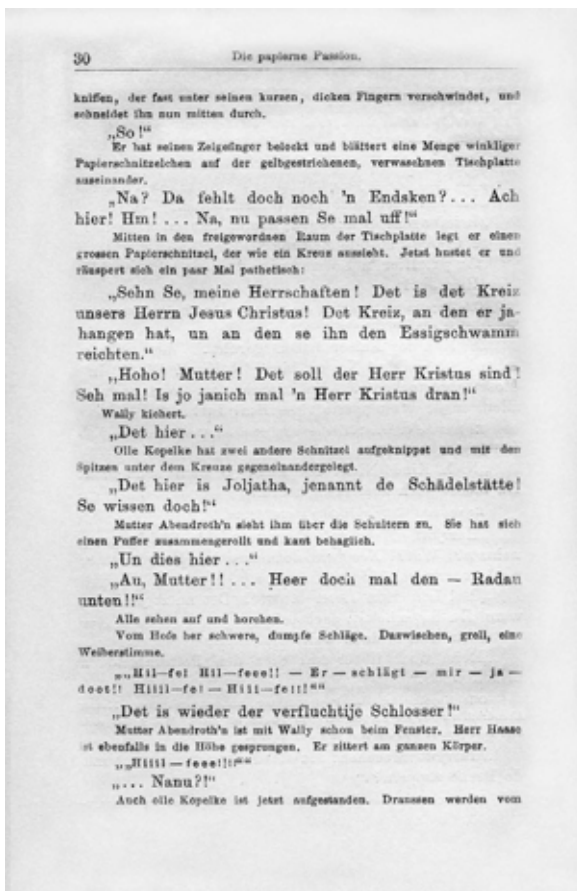 30
Die papierne Passion.
kniffen, der fast unter seinen kurzen, dicken Fingern verschwindet, und
schneidet ihn nun mitten durch.
„So!“
Er hat seinen Zeigefinger beleckt und blättert eine Menge winkliger
Papierschnitzelchen auf der gelbgestrichenen, verwaschnen Tischplatte
auseinander.
„Na? Da fehlt doch noch 'n Endsken?... Ach
hier! Hm! ... Na, nu passen Se mal uff!“
Mitten in den freigewordnen Raum der Tischplatte legt er einen
grossen Papierschnitzel, der wie ein Kreuz aussieht. Jetzt hustet er und
räuspert sich ein paar Mal pathetisch:
„Sehn Se, meine Herrschaften! Det is det Kreiz
unsers Herrn Jesus Christus! Det Kreiz, an den er ja-
hangen hat, un an den se ihn den Essigschwamm
reichten.“
„Hoho! Mutter! Det soll der Herr Kristus sind!
Seh mal! Is jo janich mal 'n Herr Kristus dran!“
Wally kichert.
„Det hier ...“
Olle Kopelke hat zwei andere Schnitzel aufgeknippst und mit den
Spitzen unter dem Kreuze gegeneinandergelegt.
„Det hier is Joljatha, jenannt de Schädelstätte!
Se wissen doch!“
Mutter Abendroth'n sieht ihm über die Schultern zu. Sie hat sich
einen Puffer zusammengerollt und kaut behaglich.
„Un dies hier ...“
„Au, Mutter!! ... Heer doch mal den — Radau
unten!!“
Alle sehen auf und horchen.
Vom Hofe her schwere, dumpfe Schläge. Dazwischen, grell, eine
Weiberstimme.
„„Hil—fe! Hil—feee!! — Er — schlägt — mir — ja —
doot!! Hiiil—fe! — Hiiil—fe!!!““
„Det is wieder der verfluchtije Schlosser!“
Mutter Abendroth'n ist mit Wally schon beim Fenster. Herr Haase
ist ebenfalls in die Höhe gesprungen. Er zittert am ganzen Körper.
„„Hiiil—feee!!!““
„... Nanu?!“
Auch olle Kopelke ist jetzt aufgestanden. Draussen werden vom